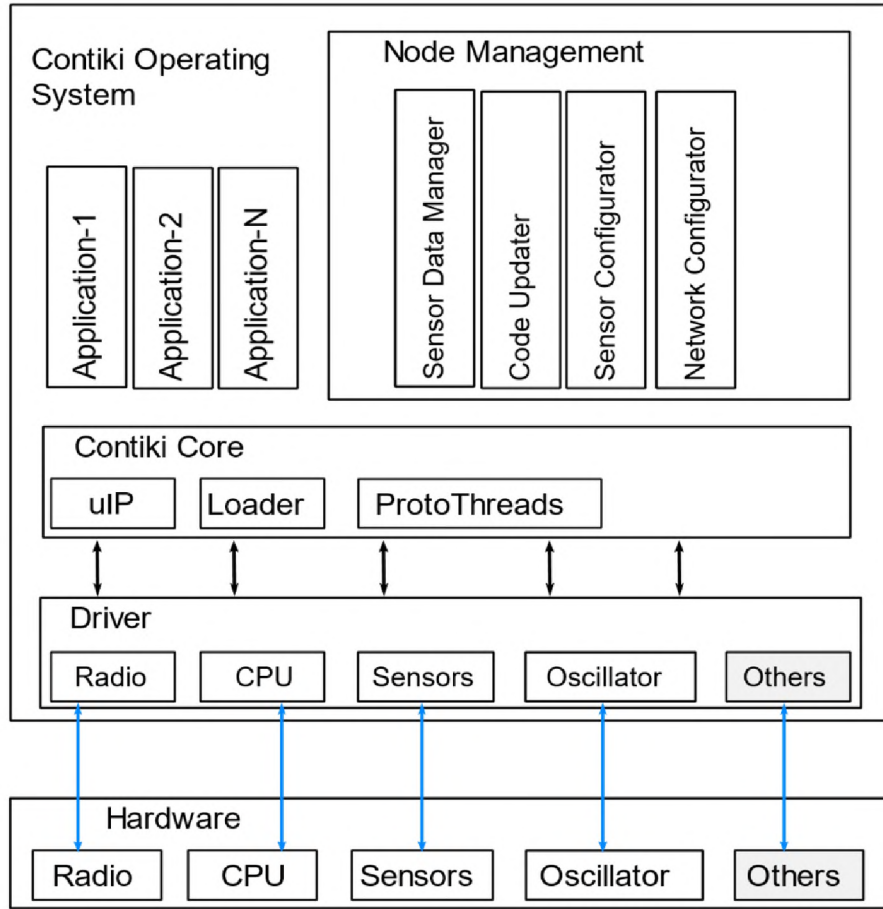 Contiki Operating
System
Node Management
Application-1
Application-2
Application-N
Sensor Data Manager
Code Updater
Sensor Configurator
Network Configurator
Contiki Core
uIP
Loader
ProtoThreads
Driver
Radio
CPU
Sensors
Oscillator
Others
Hardware
Radio
CPU
Sensors
Oscillator
Others